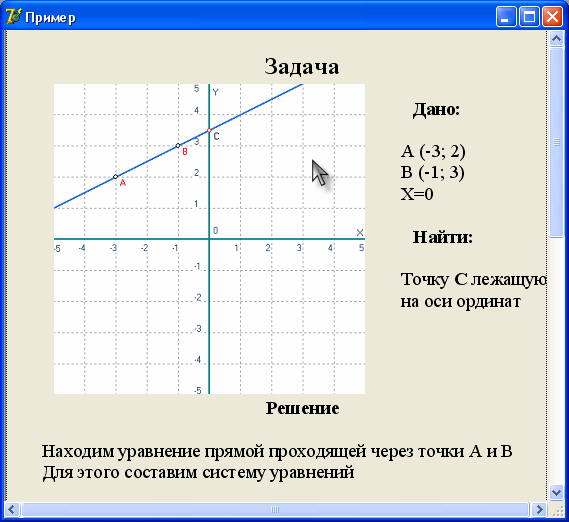 Пример
Задача
5
Y
4
3
C
B
2
A
1
0
X
-5 -4 -3 -2 -1 1 2 3 4 5
-1
-2
-3
-4
-5
Дано:
A (-3; 2)
B (-1; 3)
X=0
Найти:
Точку С лежащую
на оси ординат
Решение
Находим уравнение прямой проходящей через точки А и В
Для этого составим систему уравнений